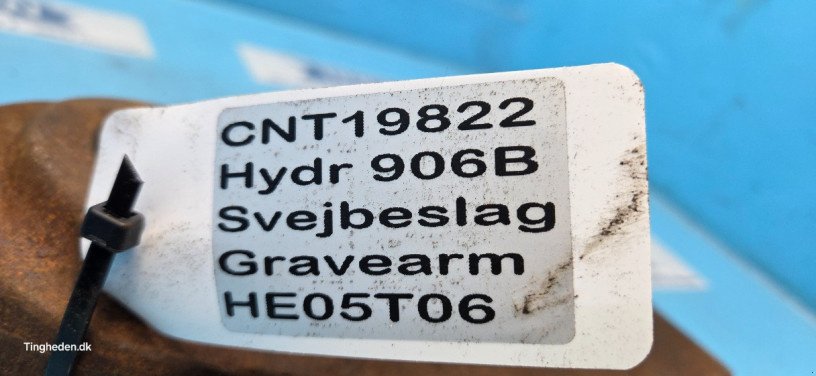 CNT19822
Hydr 906B
Svejbeslag
Gravearm
HE05T06
Tingheden.dk